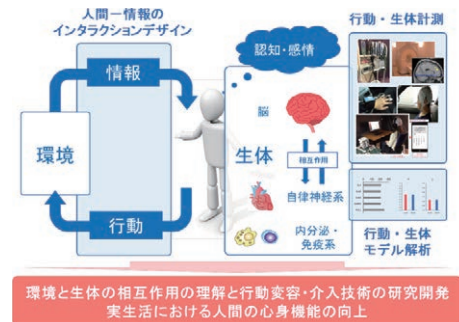 人間ー情報の
インタラクションデザイン
情報
環境
行動
認知・感情
脳
生体
相互作用
自律神経系
内分泌・
免疫系
行動・生体計測
行動・生体
モデル解析
環境と生体の相互作用の理解と行動変容・介入技術の研究開発
実生活における人間の心身機能の向上